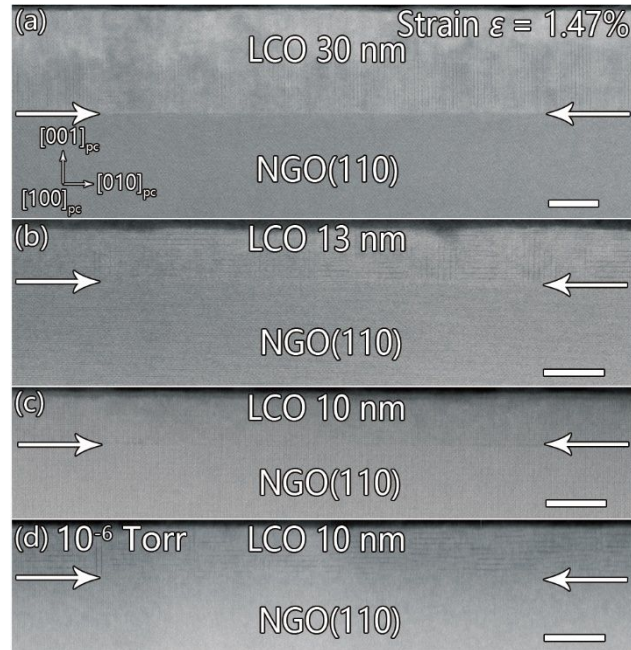 (a) Strain ε = 1.47%
LCO 30 nm
[001]pc
[010]pc
[100]pc
NGO(110)
(b) LCO 13 nm
NGO(110)
(c) LCO 10 nm
NGO(110)
(d) 10⁻⁶ Torr LCO 10 nm
NGO(110)